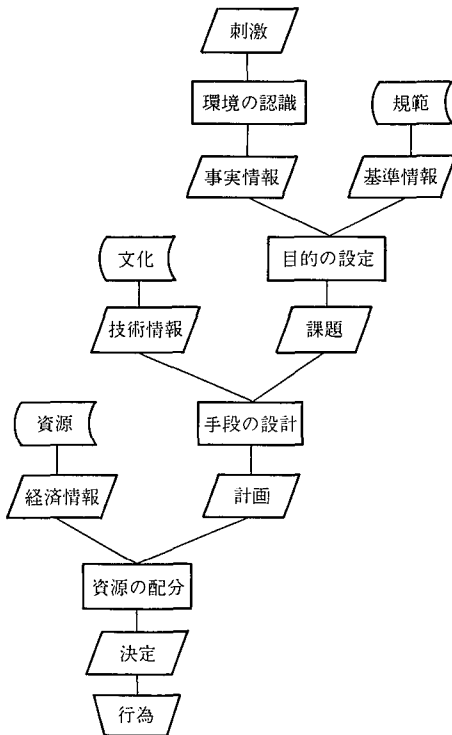 刺激
環境の認識
規範
事実情報
基準情報
文化
目的の設定
技術情報
課題
資源
手段の設計
経済情報
計画
資源の配分
決定
行為